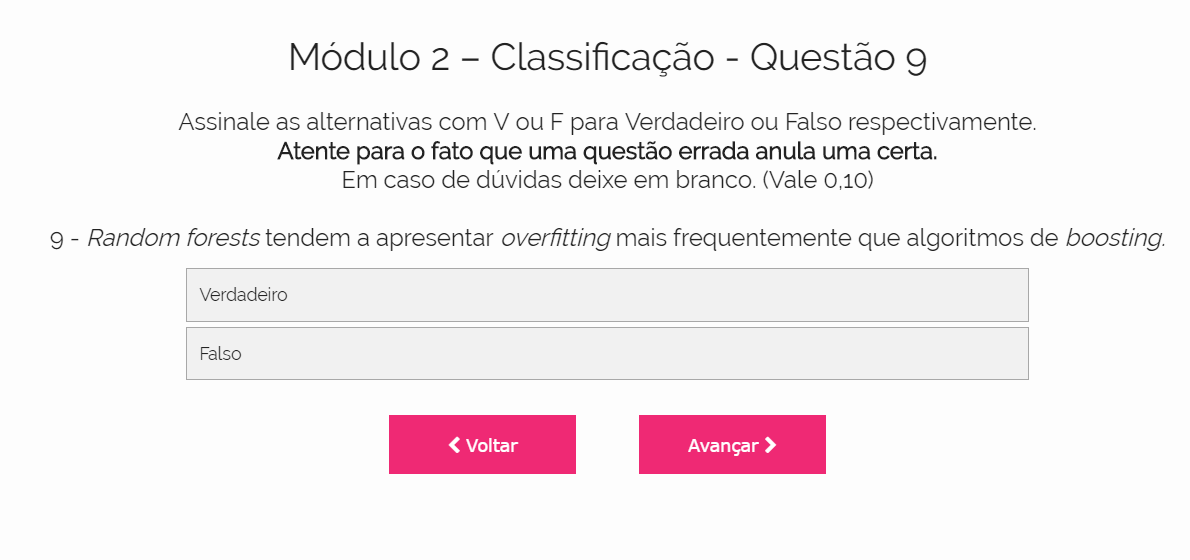 Módulo 2 – Classificação - Questão 9
Assinale as alternativas com V ou F para Verdadeiro ou Falso respectivamente.
Atente para o fato que uma questão errada anula uma certa.
Em caso de dúvidas deixe em branco. (Vale 0,10)
9 - Random forests tendem a apresentar overfitting mais frequentemente que algoritmos de boosting.
Verdadeiro
Falso
Voltar
Avançar